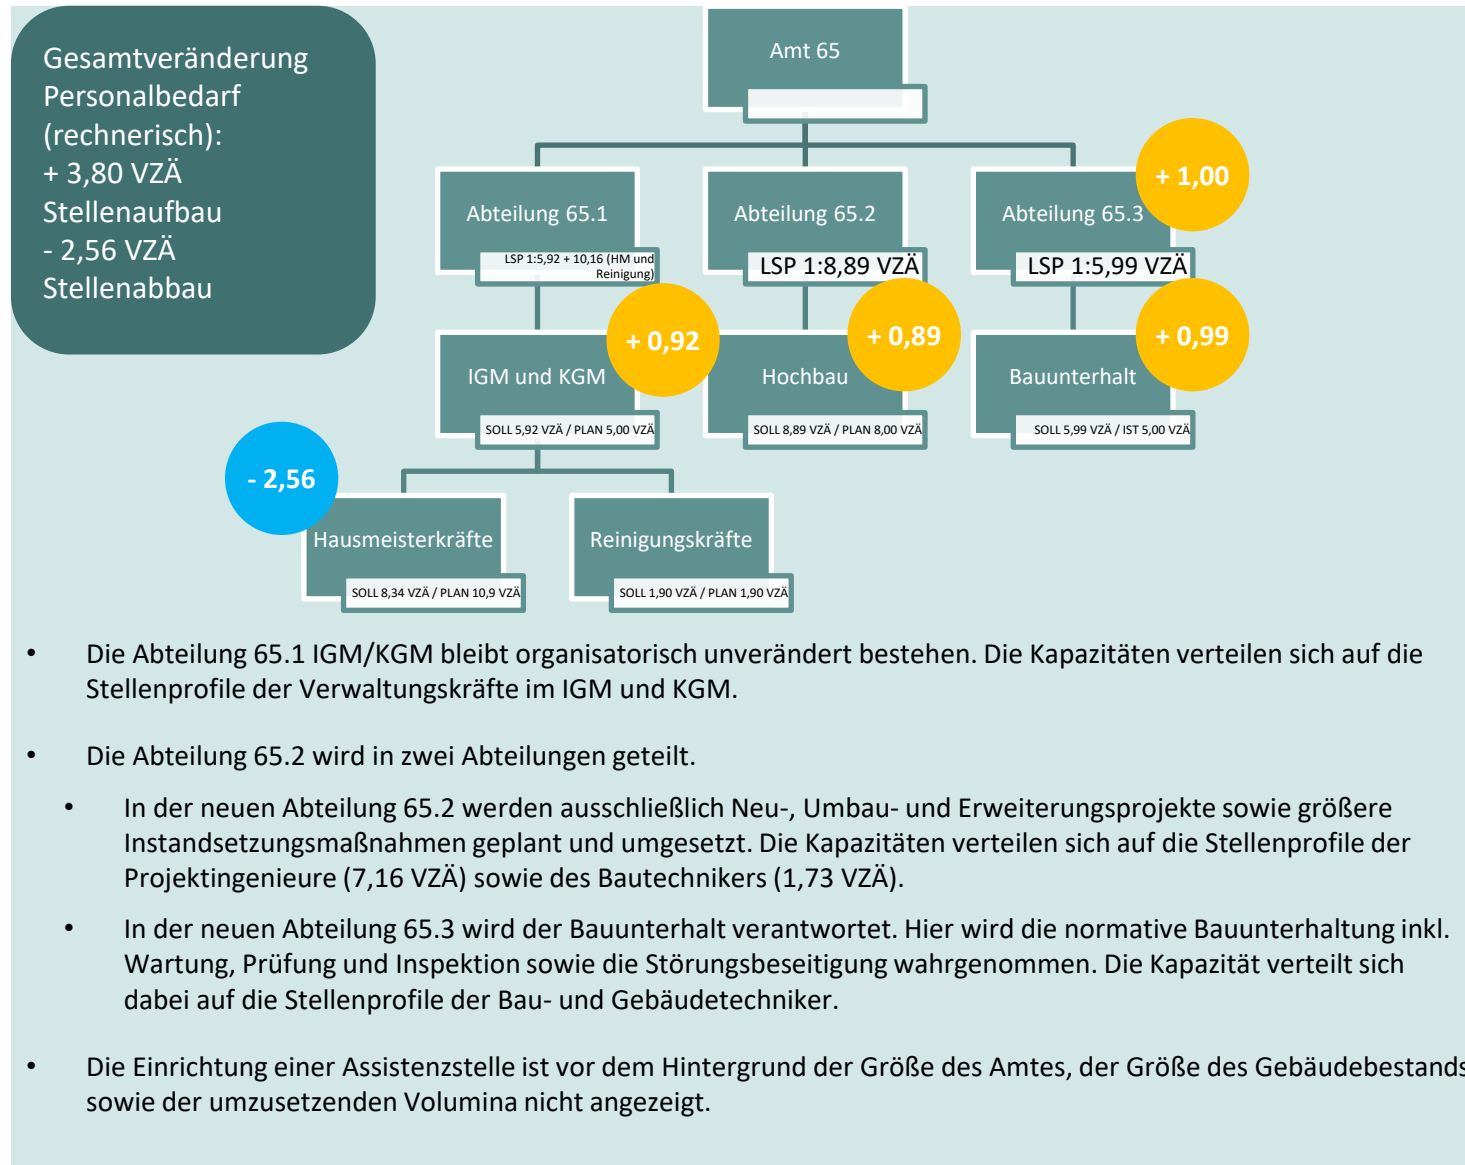 Gesamtveränderung
Personalbedarf
(rechnerisch):
+ 3,80 VZÄ
Stellenaufbau
- 2,56 VZÄ
Stellenabbau
Amt 65
+ 1,00
Abteilung 65.1
LSP 1:5,92 + 10,16 (HM und
Reinigung)
Abteilung 65.2
LSP 1:8,89 VZÄ
Abteilung 65.3
LSP 1:5,99 VZÄ
+ 0,92
IGM und KGM
SOLL 5,92 VZÄ / PLAN 5,00 VZÄ
+ 0,89
Hochbau
SOLL 8,89 VZÄ / PLAN 8,00 VZÄ
+ 0,99
Bauunterhalt
SOLL 5,99 VZÄ / IST 5,00 VZÄ
- 2,56
Hausmeisterkräfte
SOLL 8,34 VZÄ / PLAN 10,9 VZÄ
Reinigungskräfte
SOLL 1,90 VZÄ / PLAN 1,90 VZÄ
• Die Abteilung 65.1 IGM/KGM bleibt organisatorisch unverändert bestehen. Die Kapazitäten verteilen sich auf die
Stellenprofile der Verwaltungskräfte im IGM und KGM.
• Die Abteilung 65.2 wird in zwei Abteilungen geteilt.
• In der neuen Abteilung 65.2 werden ausschließlich Neu-, Umbau- und Erweiterungsprojekte sowie größere
Instandsetzungsmaßnahmen geplant und umgesetzt. Die Kapazitäten verteilen sich auf die Stellenprofile der
Projektingenieure (7,16 VZÄ) sowie des Bautechnikers (1,73 VZÄ).
• In der neuen Abteilung 65.3 wird der Bauunterhalt verantwortet. Hier wird die normative Bauunterhaltung inkl.
Wartung, Prüfung und Inspektion sowie die Störungsbeseitigung wahrgenommen. Die Kapazität verteilt sich
dabei auf die Stellenprofile der Bau- und Gebäudetechniker.
• Die Einrichtung einer Assistenzstelle ist vor dem Hintergrund der Größe des Amtes, der Größe des Gebäudebestands
sowie der umzusetzenden Volumina nicht angezeigt.